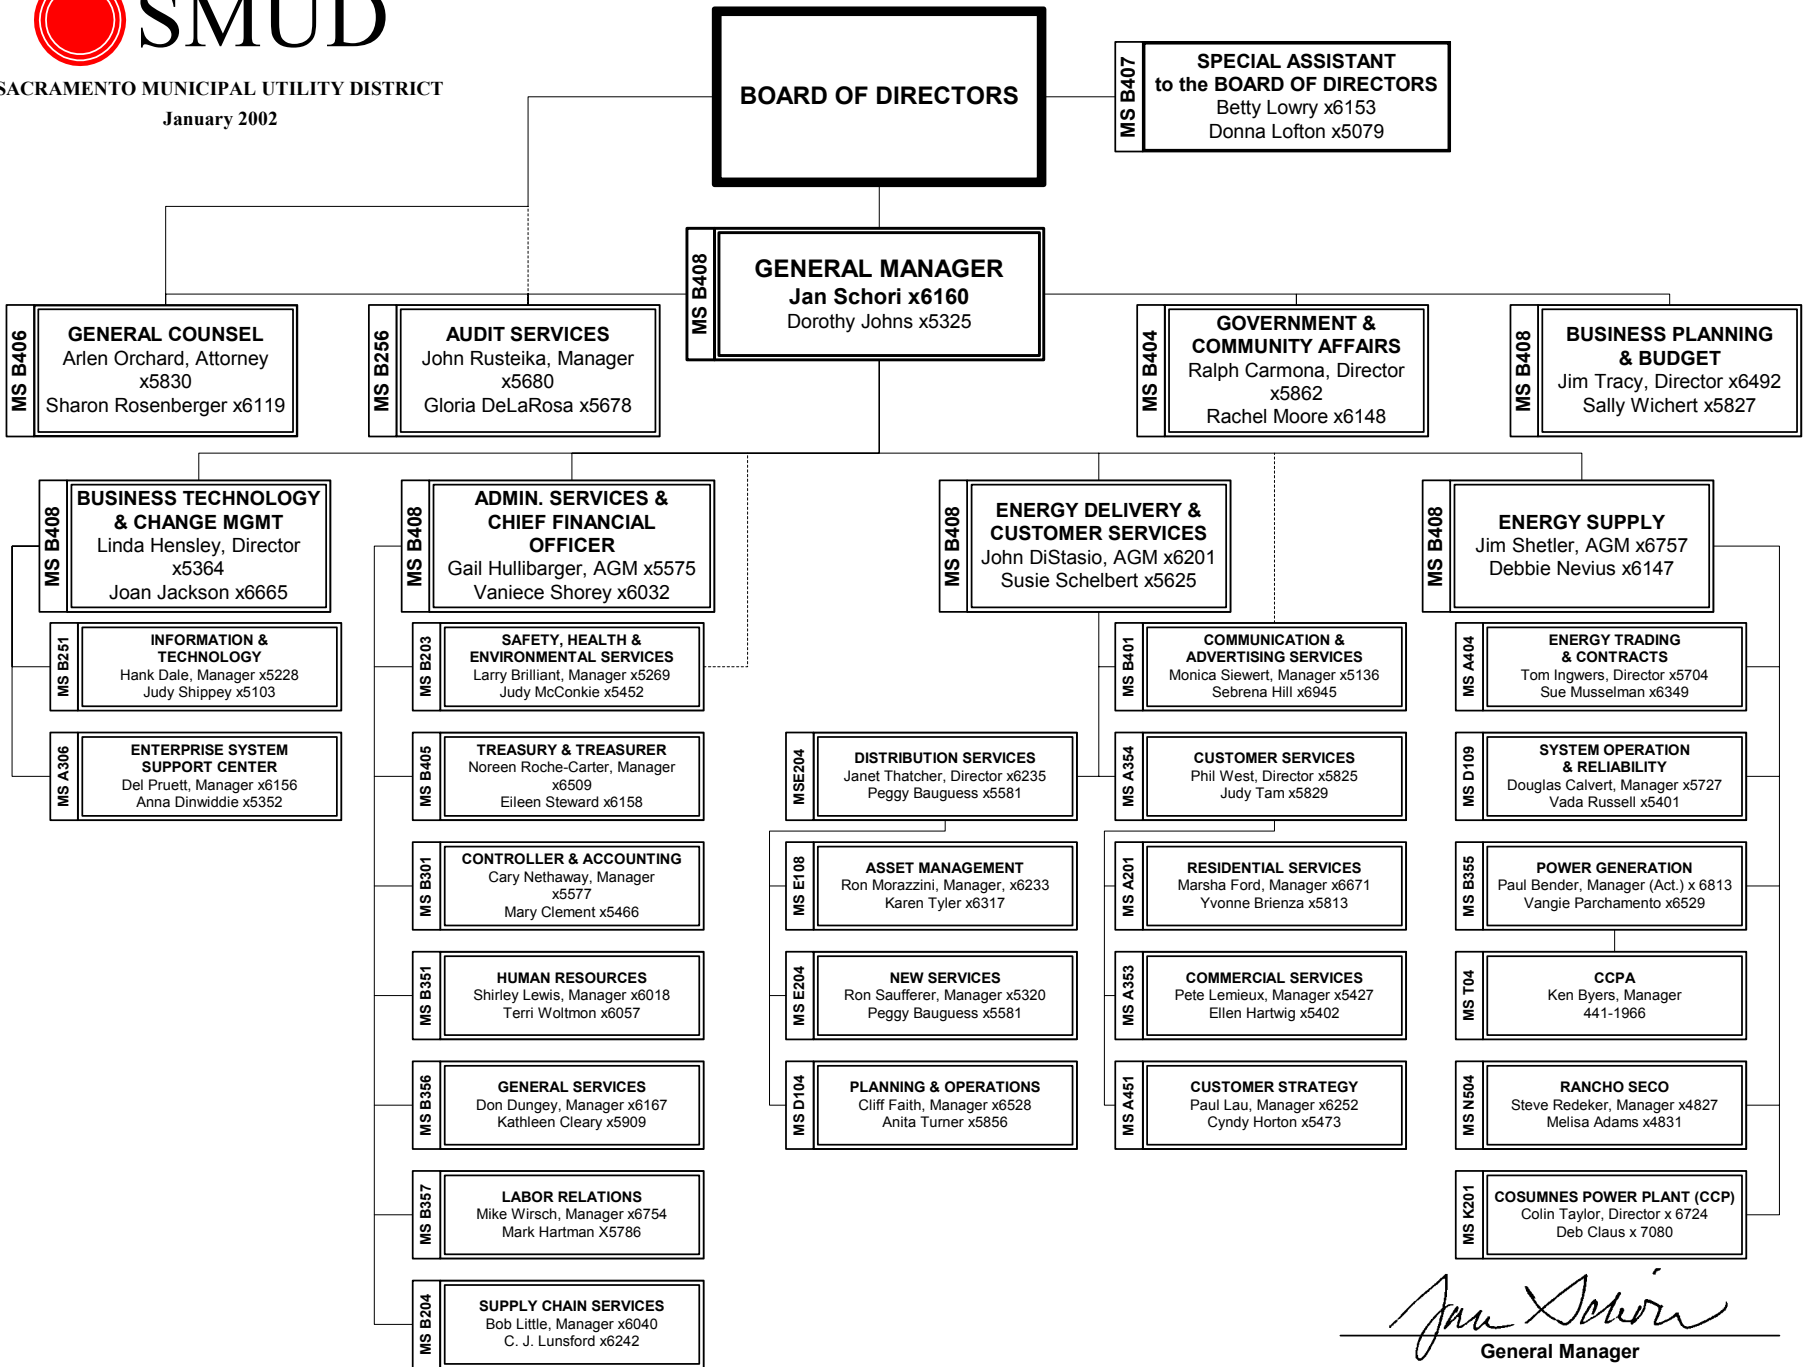 SMUD
SACRAMENTO MUNICIPAL UTILITY DISTRICT
January 2002
BOARD OF DIRECTORS
MS B407
SPECIAL ASSISTANT
to the BOARD OF DIRECTORS
Betty Lowry x6153
Donna Lofton x5079
MS B408
GENERAL MANAGER
Jan Schori x6160
Dorothy Johns x5325
MS B406
GENERAL COUNSEL
Arlen Orchard, Attorney
x5830
Sharon Rosenberger x6119
MS B256
AUDIT SERVICES
John Rusteika, Manager
x5680
Gloria DeLaRosa x5678
MS B404
GOVERNMENT &
COMMUNITY AFFAIRS
Ralph Carmona, Director
x5862
Rachel Moore x6148
MS B408
BUSINESS PLANNING
& BUDGET
Jim Tracy, Director x6492
Sally Wichert x5827
MS B408
BUSINESS TECHNOLOGY
& CHANGE MGMT
Linda Hensley, Director
x5364
Joan Jackson x6665
MS B251
INFORMATION &
TECHNOLOGY
Hank Dale, Manager x5228
Judy Shippey x5103
MS A306
ENTERPRISE SYSTEM
SUPPORT CENTER
Del Pruett, Manager x6156
Anna Dinwiddie x5352
MS B408
ADMIN. SERVICES &
CHIEF FINANCIAL
OFFICER
Gail Hullibarger, AGM x5575
Vaniece Shorey x6032
MS B203
SAFETY, HEALTH &
ENVIRONMENTAL SERVICES
Larry Brilliant, Manager x5269
Judy McConkie x5452
MS B405
TREASURY & TREASURER
Noreen Roche-Carter, Manager
x6509
Eileen Steward x6158
MS B301
CONTROLLER & ACCOUNTING
Cary Nethaway, Manager
x5577
Mary Clement x5466
MS B351
HUMAN RESOURCES
Shirley Lewis, Manager x6018
Terri Woltmon x6057
MS B356
GENERAL SERVICES
Don Dungey, Manager x6167
Kathleen Cleary x5909
MS B357
LABOR RELATIONS
Mike Wirsch, Manager x6754
Mark Hartman X5786
MS B204
SUPPLY CHAIN SERVICES
Bob Little, Manager x6040
C. J. Lunsford x6242
MS B408
ENERGY DELIVERY &
CUSTOMER SERVICES
John DiStasio, AGM x6201
Susie Schelbert x5625
MS B401
COMMUNICATION &
ADVERTISING SERVICES
Monica Siewert, Manager x5136
Sebrena Hill x6945
MSE204
DISTRIBUTION SERVICES
Janet Thatcher, Director x6235
Peggy Bauguess x5581
MS E108
ASSET MANAGEMENT
Ron Morazzini, Manager, x6233
Karen Tyler x6317
MS E204
NEW SERVICES
Ron Saufferer, Manager x5320
Peggy Bauguess x5581
MS D104
PLANNING & OPERATIONS
Cliff Faith, Manager x6528
Anita Turner x5856
MS A354
CUSTOMER SERVICES
Phil West, Director x5825
Judy Tam x5829
MS A201
RESIDENTIAL SERVICES
Marsha Ford, Manager x6671
Yvonne Brienza x5813
MS A353
COMMERCIAL SERVICES
Pete Lemieux, Manager x5427
Ellen Hartwig x5402
MS A451
CUSTOMER STRATEGY
Paul Lau, Manager x6252
Cyndy Horton x5473
MS B408
ENERGY SUPPLY
Jim Shetler, AGM x6757
Debbie Nevius x6147
MS A404
ENERGY TRADING
& CONTRACTS
Tom Ingwers, Director x5704
Sue Musselman x6349
MS D109
SYSTEM OPERATION
& RELIABILITY
Douglas Calvert, Manager x5727
Vada Russell x5401
MS B355
POWER GENERATION
Paul Bender, Manager (Act.) x 6813
Vangie Parchamento x6529
MS T04
CCPA
Ken Byers, Manager
441-1966
MS N504
RANCHO SECO
Steve Redeker, Manager x4827
Melisa Adams x4831
MS K201
COSUMNES POWER PLANT (CCP)
Colin Taylor, Director x 6724
Deb Claus x 7080
Jan Schori
General Manager